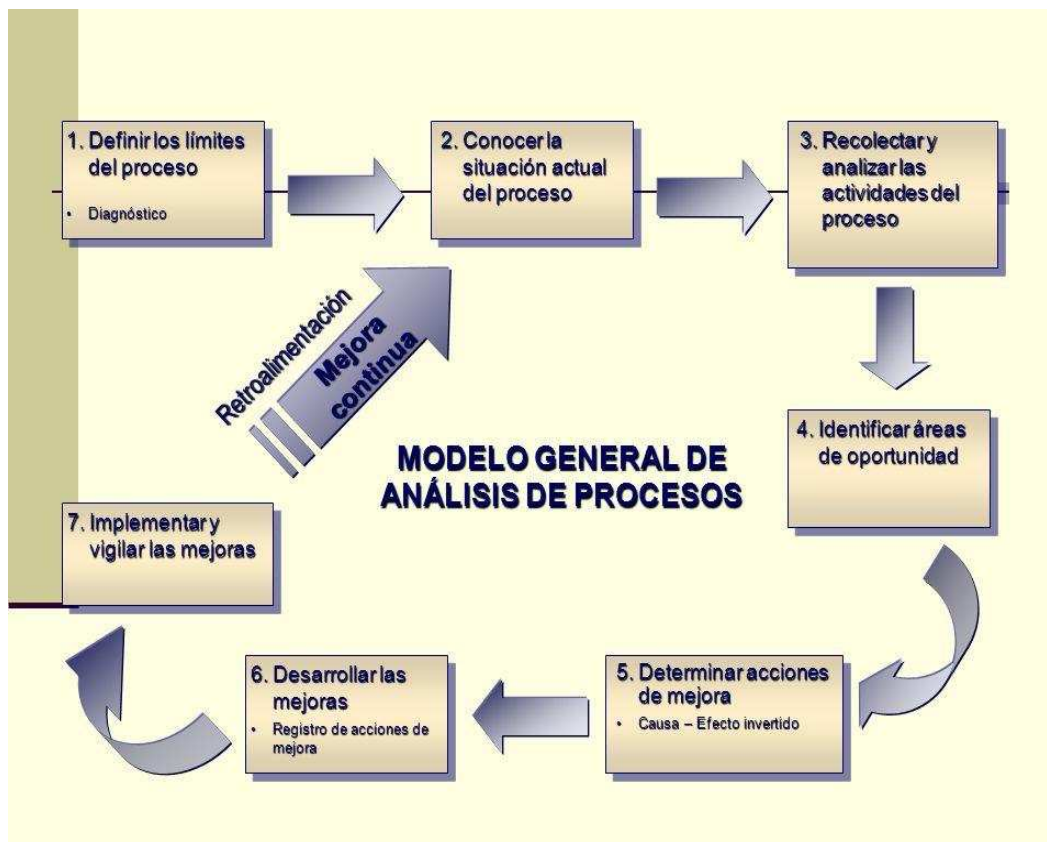 1. Definir los límites
del proceso
• Diagnóstico
2. Conocer la
situación actual
del proceso
3. Recolectar y
analizar las
actividades del
proceso
4. Identificar áreas
de oportunidad
5. Determinar acciones
de mejora
• Causa – Efecto invertido
6. Desarrollar las
mejoras
• Registro de acciones de
mejora
7. Implementar y
vigilar las mejoras
Retroalimentación
Mejora
continua
MODELO GENERAL DE
ANÁLISIS DE PROCESOS